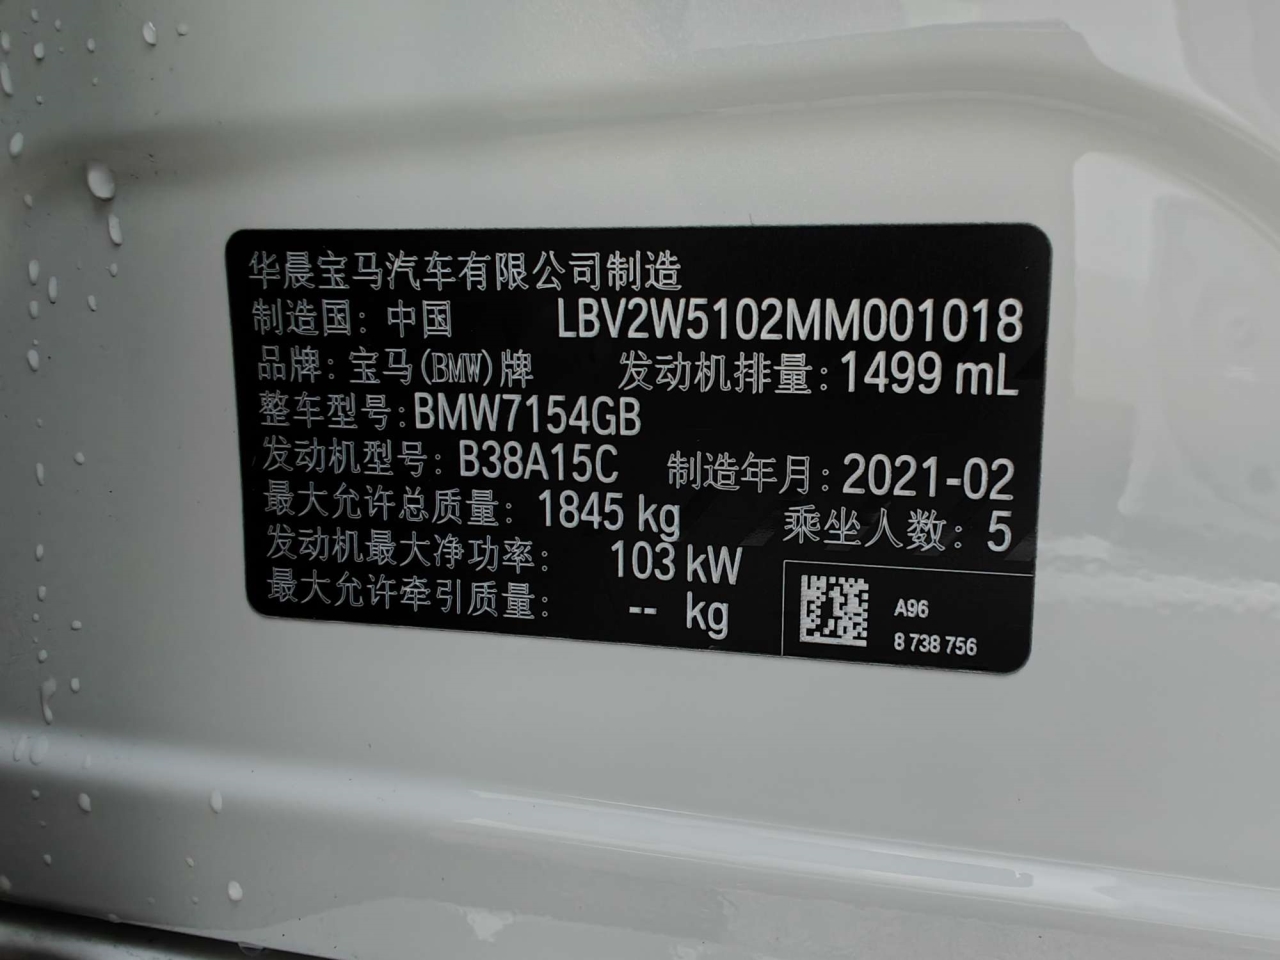 华晨宝马汽车有限公司制造
制造国：中国 LBV2W5102MM001018
品牌：宝马(BMW)牌 发动机排量：1499 mL
整车型号：BMW7154GB
发动机型号：B38A15C 制造年月：2021-02
最大允许总质量：1845 kg 乘坐人数：5
发动机最大净功率：103 kW
最大允许牵引质量：-- kg
A96
8 738 756